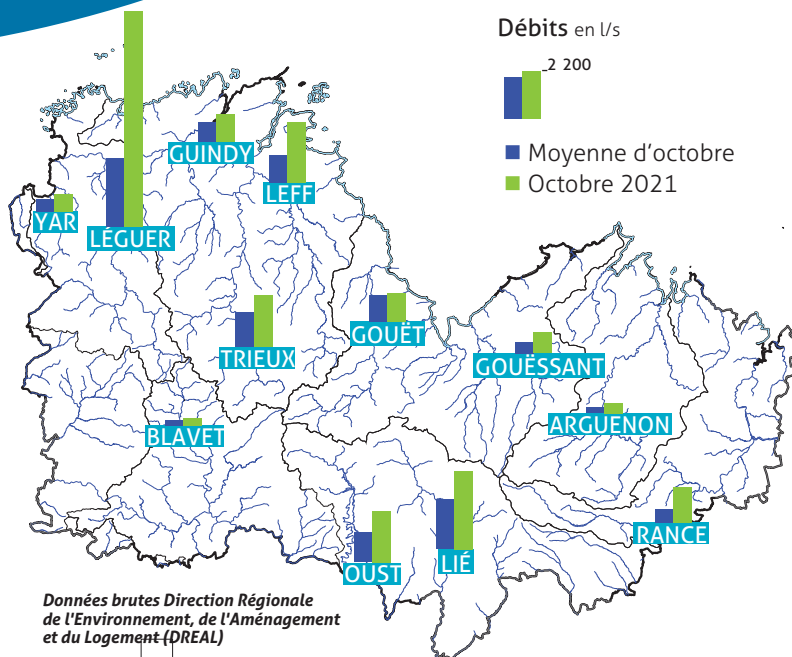 Débits en l/s
2 200
Moyenne d'octobre
Octobre 2021
GUINDY
LEFF
YAR
LÉGUER
GOUËT
TRIEUX
GOUËSSANT
ARGUENON
BLAVET
RANCE
OUST
LIÉ
Données brutes Direction Régionale
de l'Environnement, de l'Aménagement
et du Logement (DREAL)